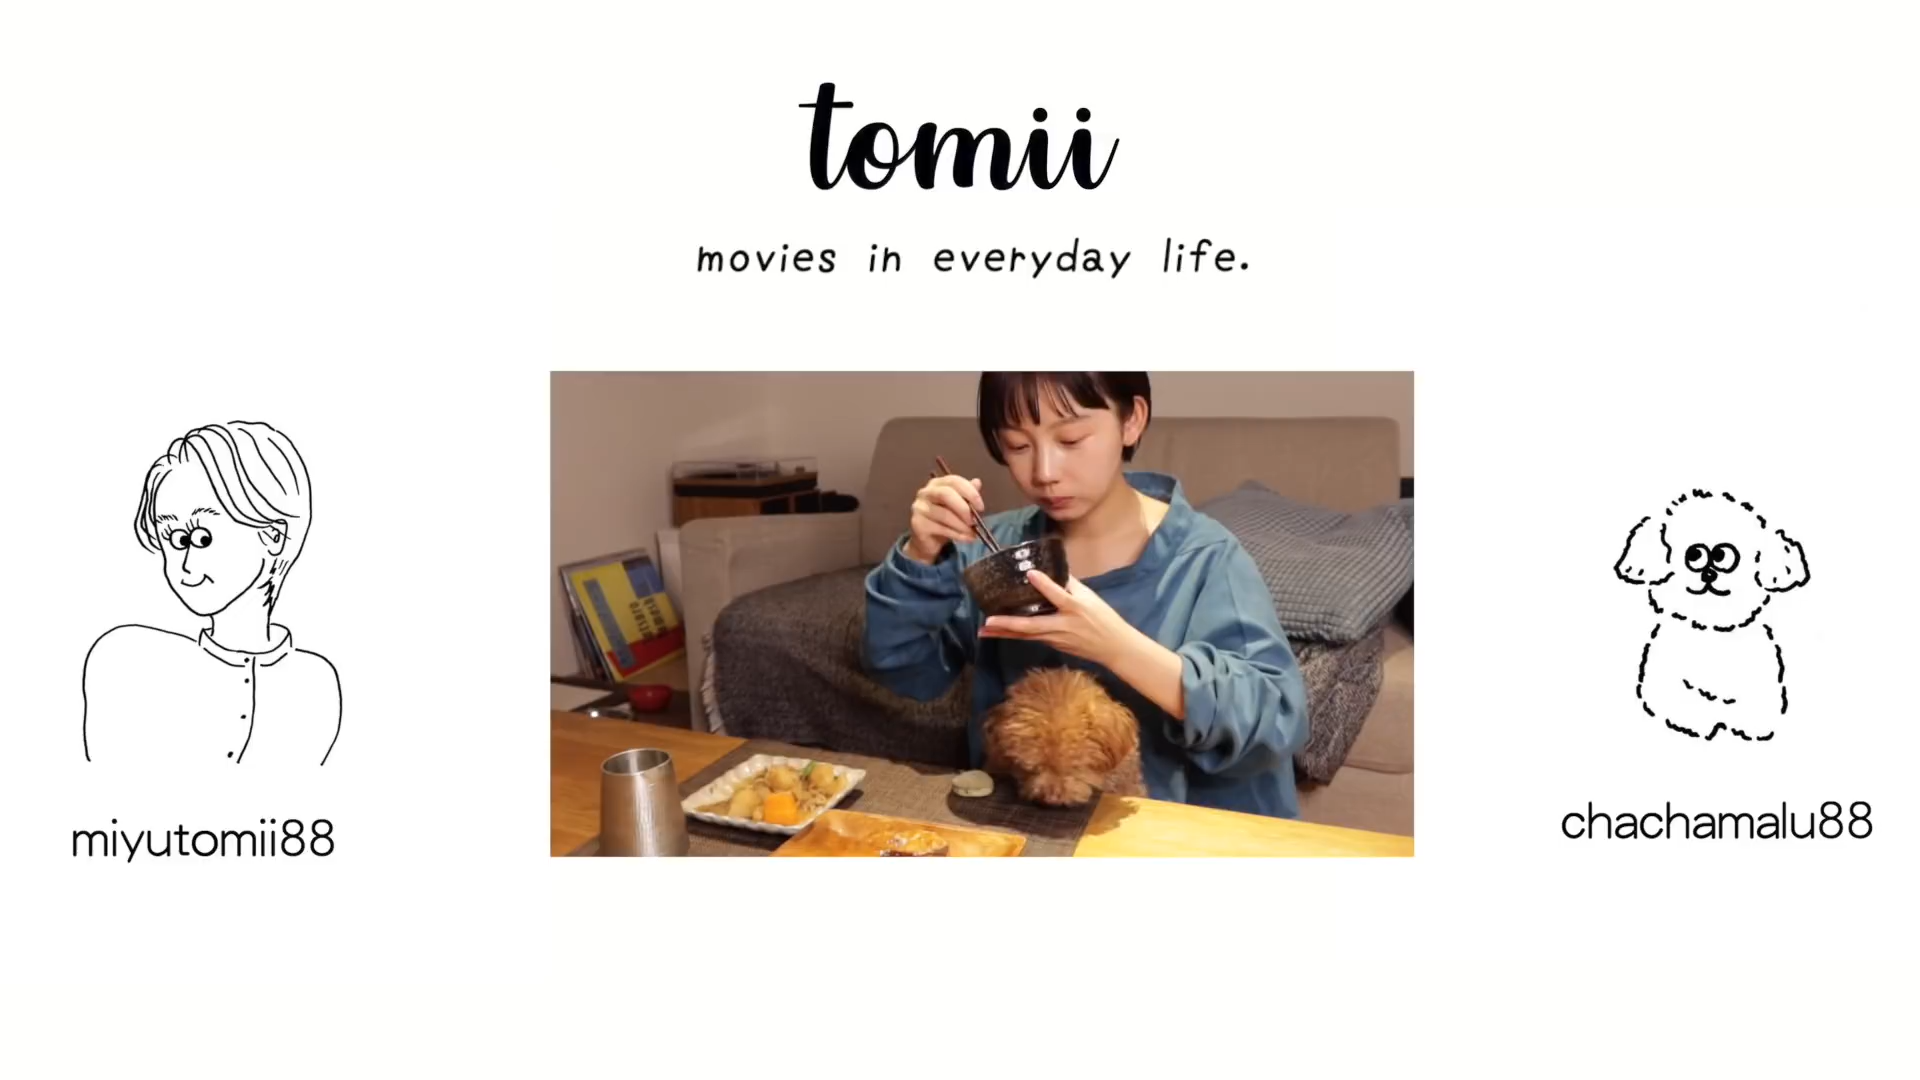 tomii
movies in everyday life.
miyutomii88
chachamalu88